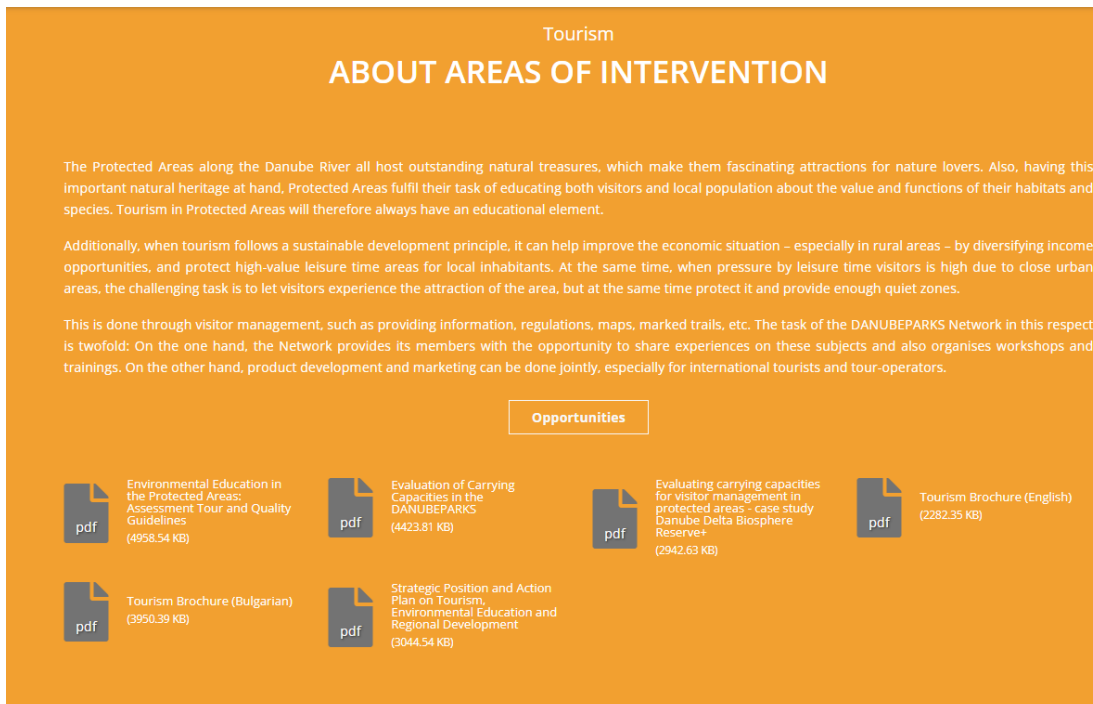 Tourism
ABOUT AREAS OF INTERVENTION
The Protected Areas along the Danube River all host outstanding natural treasures, which make them fascinating attractions for nature lovers. Also, having this
important natural heritage at hand, Protected Areas fulfil their task of educating both visitors and local population about the value and functions of their habitats and
species. Tourism in Protected Areas will therefore always have an educational element.
Additionally, when tourism follows a sustainable development principle, it can help improve the economic situation – especially in rural areas – by diversifying income
opportunities, and protect high-value leisure time areas for local inhabitants. At the same time, when pressure by leisure time visitors is high due to close urban
areas, the challenging task is to let visitors experience the attraction of the area, but at the same time protect it and provide enough quiet zones.
This is done through visitor management, such as providing information, regulations, maps, marked trails, etc. The task of the DANUBEPARKS Network in this respect
is twofold: On the one hand, the Network provides its members with the opportunity to share experiences on these subjects and also organises workshops and
trainings. On the other hand, product development and marketing can be done jointly, especially for international tourists and tour-operators.
Opportunities
pdf
Environmental Education in
the Protected Areas:
Assessment Tour and Quality
Guidelines
(4958.54 KB)
pdf
Evaluation of Carrying
Capacities in the
DANUBEPARKS
(4423.81 KB)
pdf
Evaluating carrying capacities
for visitor management in
protected areas - case study
Danube Delta Biosphere
Reserve+
(2942.63 KB)
pdf
Tourism Brochure (English)
(2282.35 KB)
pdf
Tourism Brochure (Bulgarian)
(3950.39 KB)
pdf
Strategic Position and Action
Plan on Tourism,
Environmental Education and
Regional Development
(3044.54 KB)